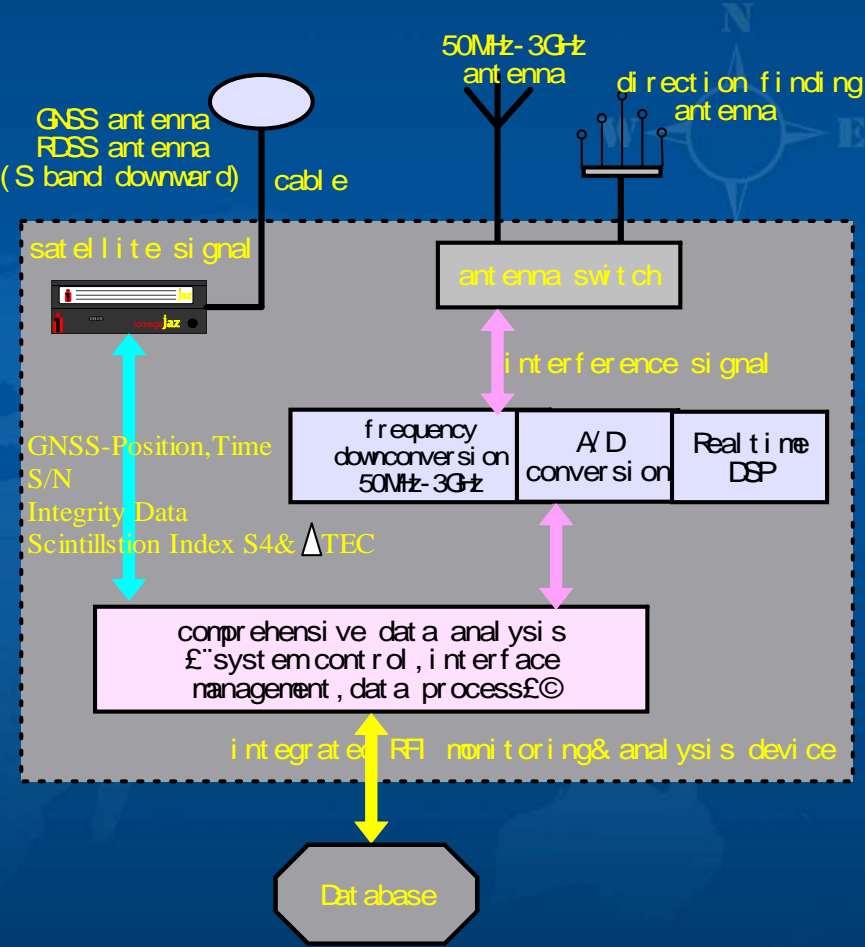 N
50MHz-3GHz
antenna
direction finding
antenna
W
E
GNSS antenna
RDSS antenna
(S band downward)
cable
satellite signal
antenna switch
jaz
iomega jaz
interference signal
frequency
downconversion
50MHz-3GHz
A/D
conversion
Realtime
DSP
GNSS-Position,Time
S/N
Integrity Data
Scintillstion Index S4& TEC
comprehensive data analysis
£¨system control,interface
management,data process£©
integrated RFI monitoring& analysis device
Database